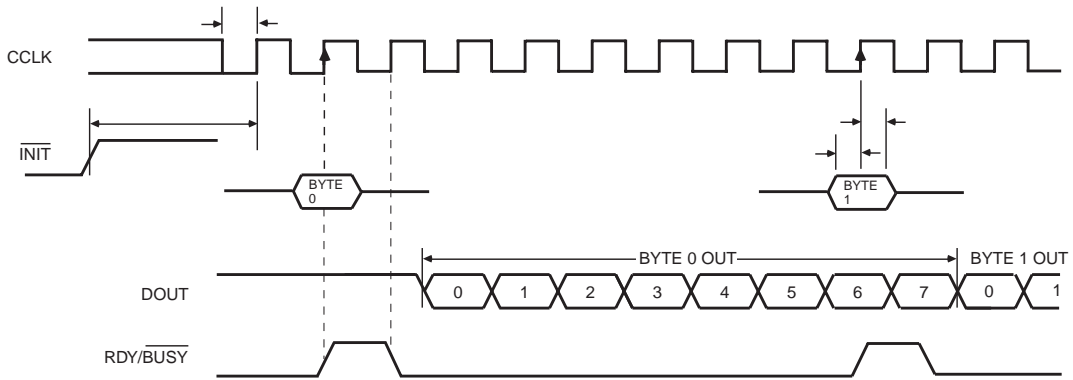 CCLK
INIT
BYTE
0
BYTE
1
BYTE 0 OUT
BYTE 1 OUT
DOUT
0 1 2 3 4 5 6 7 0 1
RDY/BUSY